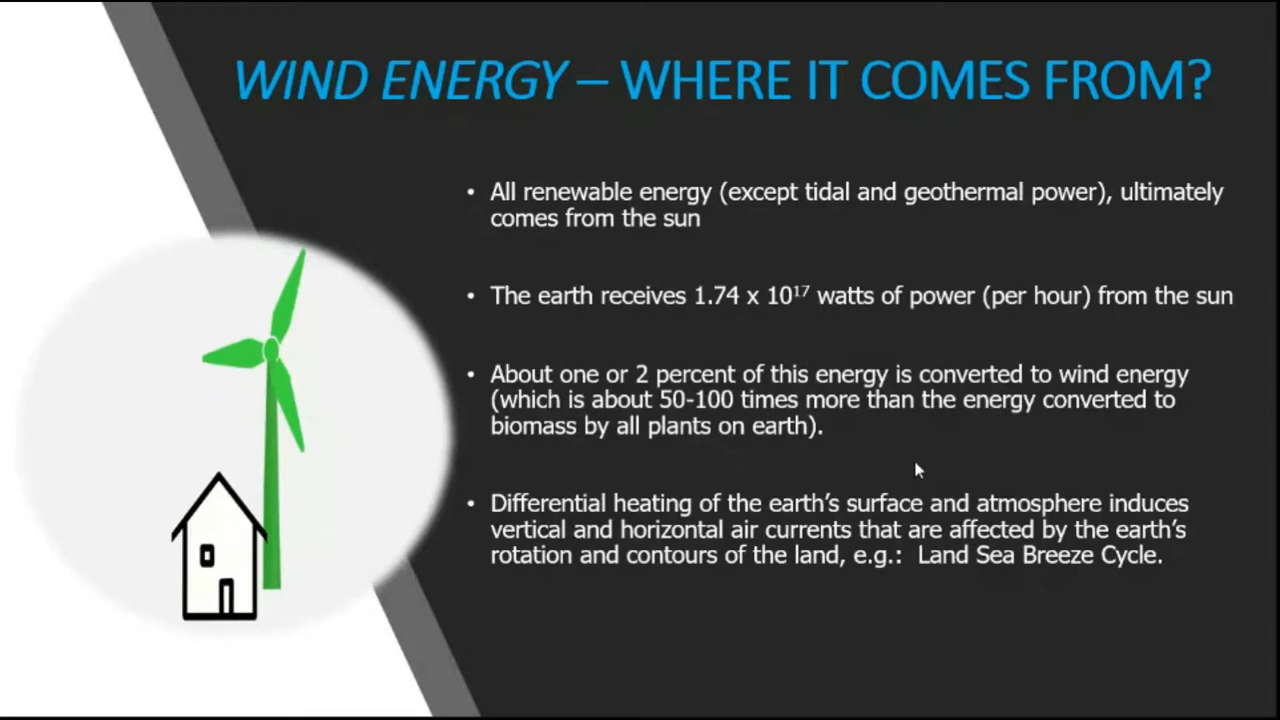 WIND ENERGY – WHERE IT COMES FROM?
• All renewable energy (except tidal and geothermal power), ultimately
comes from the sun
• The earth receives 1.74 x 10¹⁷ watts of power (per hour) from the sun
• About one or 2 percent of this energy is converted to wind energy
(which is about 50-100 times more than the energy converted to
biomass by all plants on earth).
• Differential heating of the earth’s surface and atmosphere induces
vertical and horizontal air currents that are affected by the earth’s
rotation and contours of the land, e.g.:  Land Sea Breeze Cycle.